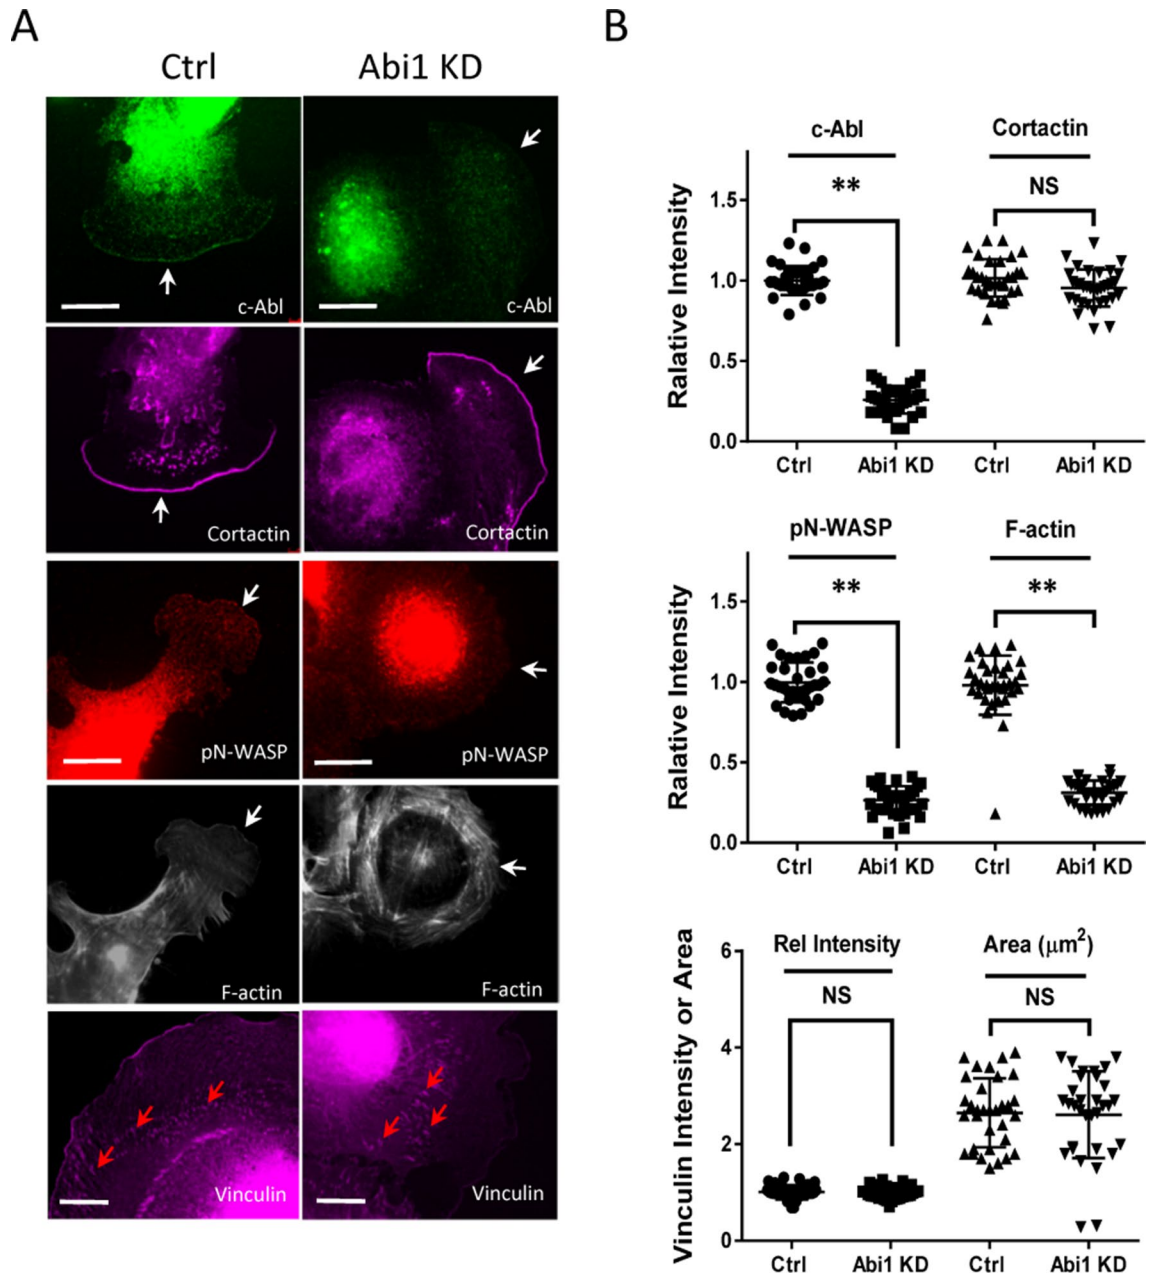 A
B
Ctrl
Abi1 KD
c-Abl
c-Abl
Cortactin
Cortactin
pN-WASP
pN-WASP
F-actin
F-actin
Vinculin
Vinculin
c-Abl
Cortactin
**
NS
Ralative Intensity
1.5
1.0
0.5
0.0
Ctrl
Abi1 KD
Ctrl
Abi1 KD
pN-WASP
F-actin
**
**
Ralative Intensity
1.5
1.0
0.5
0.0
Ctrl
Abi1 KD
Ctrl
Abi1 KD
Rel Intensity
Area (μm²)
NS
NS
Vinculin Intensity or Area
6
4
2
0
Ctrl
Abi1 KD
Ctrl
Abi1 KD